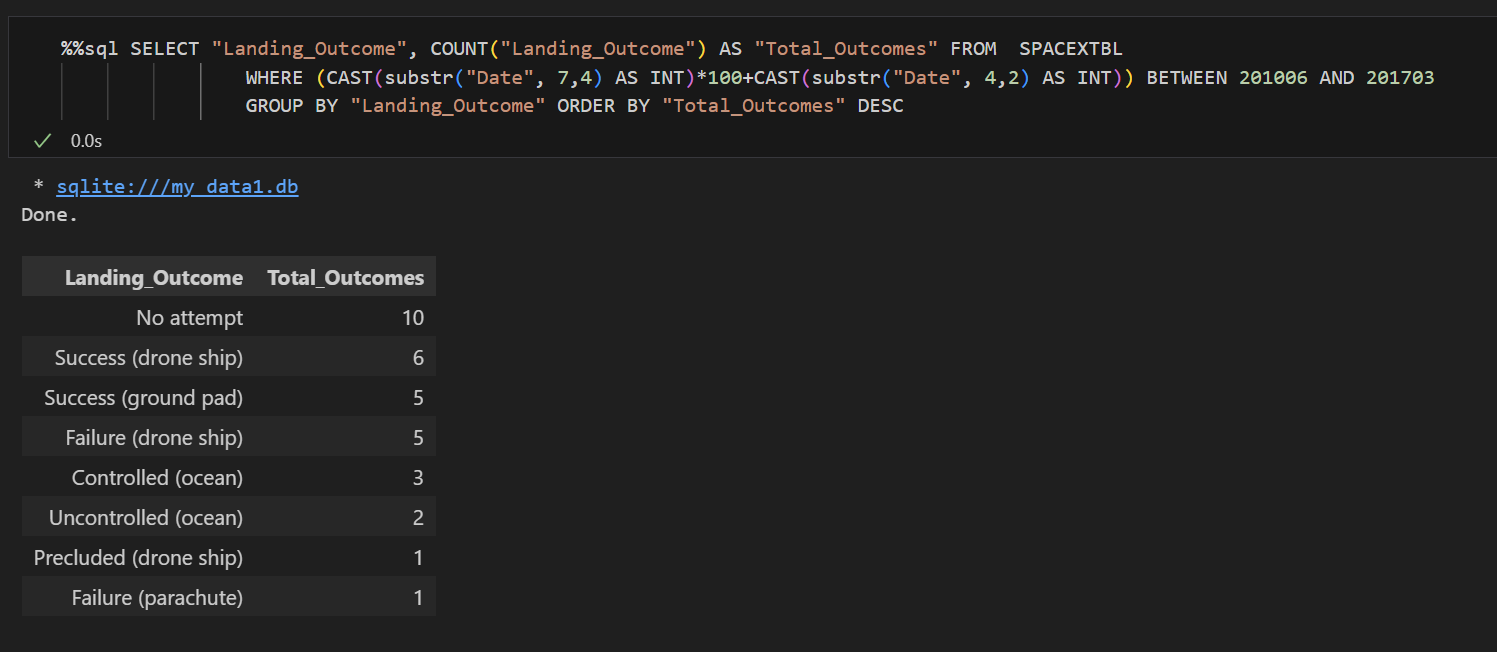 %%sql SELECT "Landing_Outcome", COUNT("Landing_Outcome") AS "Total_Outcomes" FROM  SPACEXTBL
WHERE (CAST(substr("Date", 7,4) AS INT)*100+CAST(substr("Date", 4,2) AS INT)) BETWEEN 201006 AND 201703
GROUP BY "Landing_Outcome" ORDER BY "Total_Outcomes" DESC
✓ 0.0s
* sqlite:///my_data1.db
Done.
Landing_Outcome Total_Outcomes
No attempt 10
Success (drone ship) 6
Success (ground pad) 5
Failure (drone ship) 5
Controlled (ocean) 3
Uncontrolled (ocean) 2
Precluded (drone ship) 1
Failure (parachute) 1